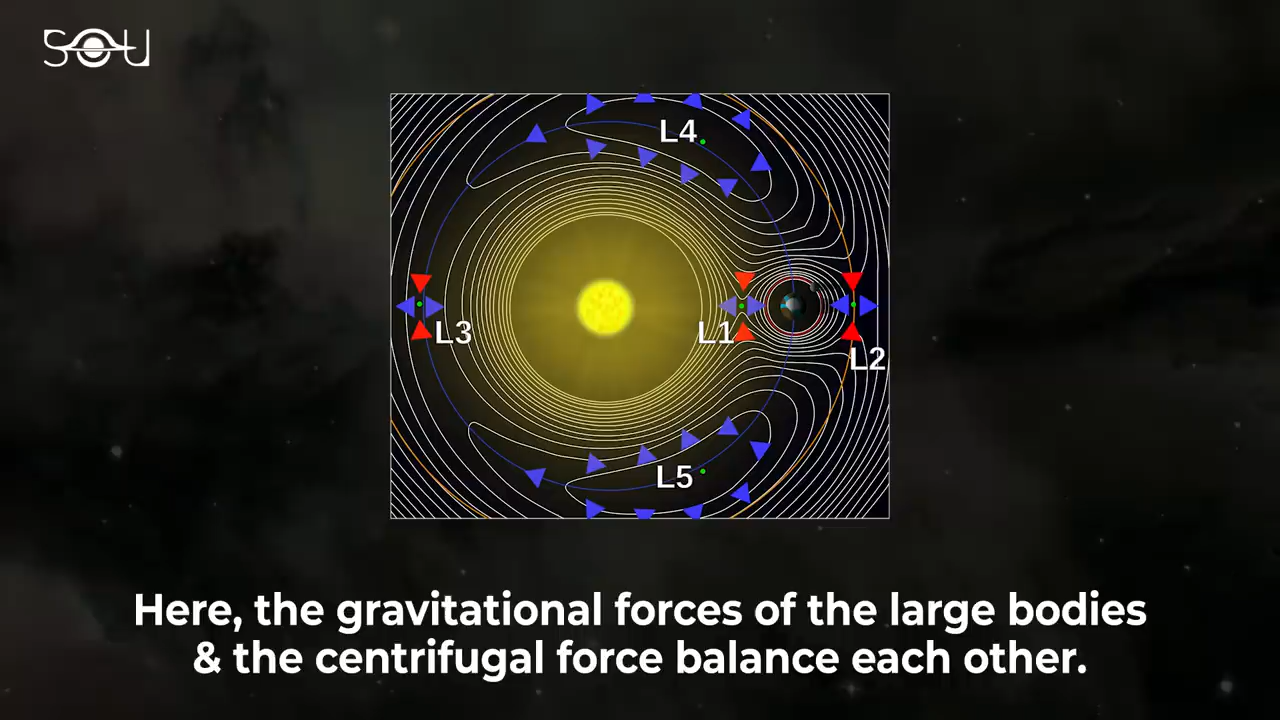 SOU
L4
L3
L1
L2
L5
Here, the gravitational forces of the large bodies
& the centrifugal force balance each other.